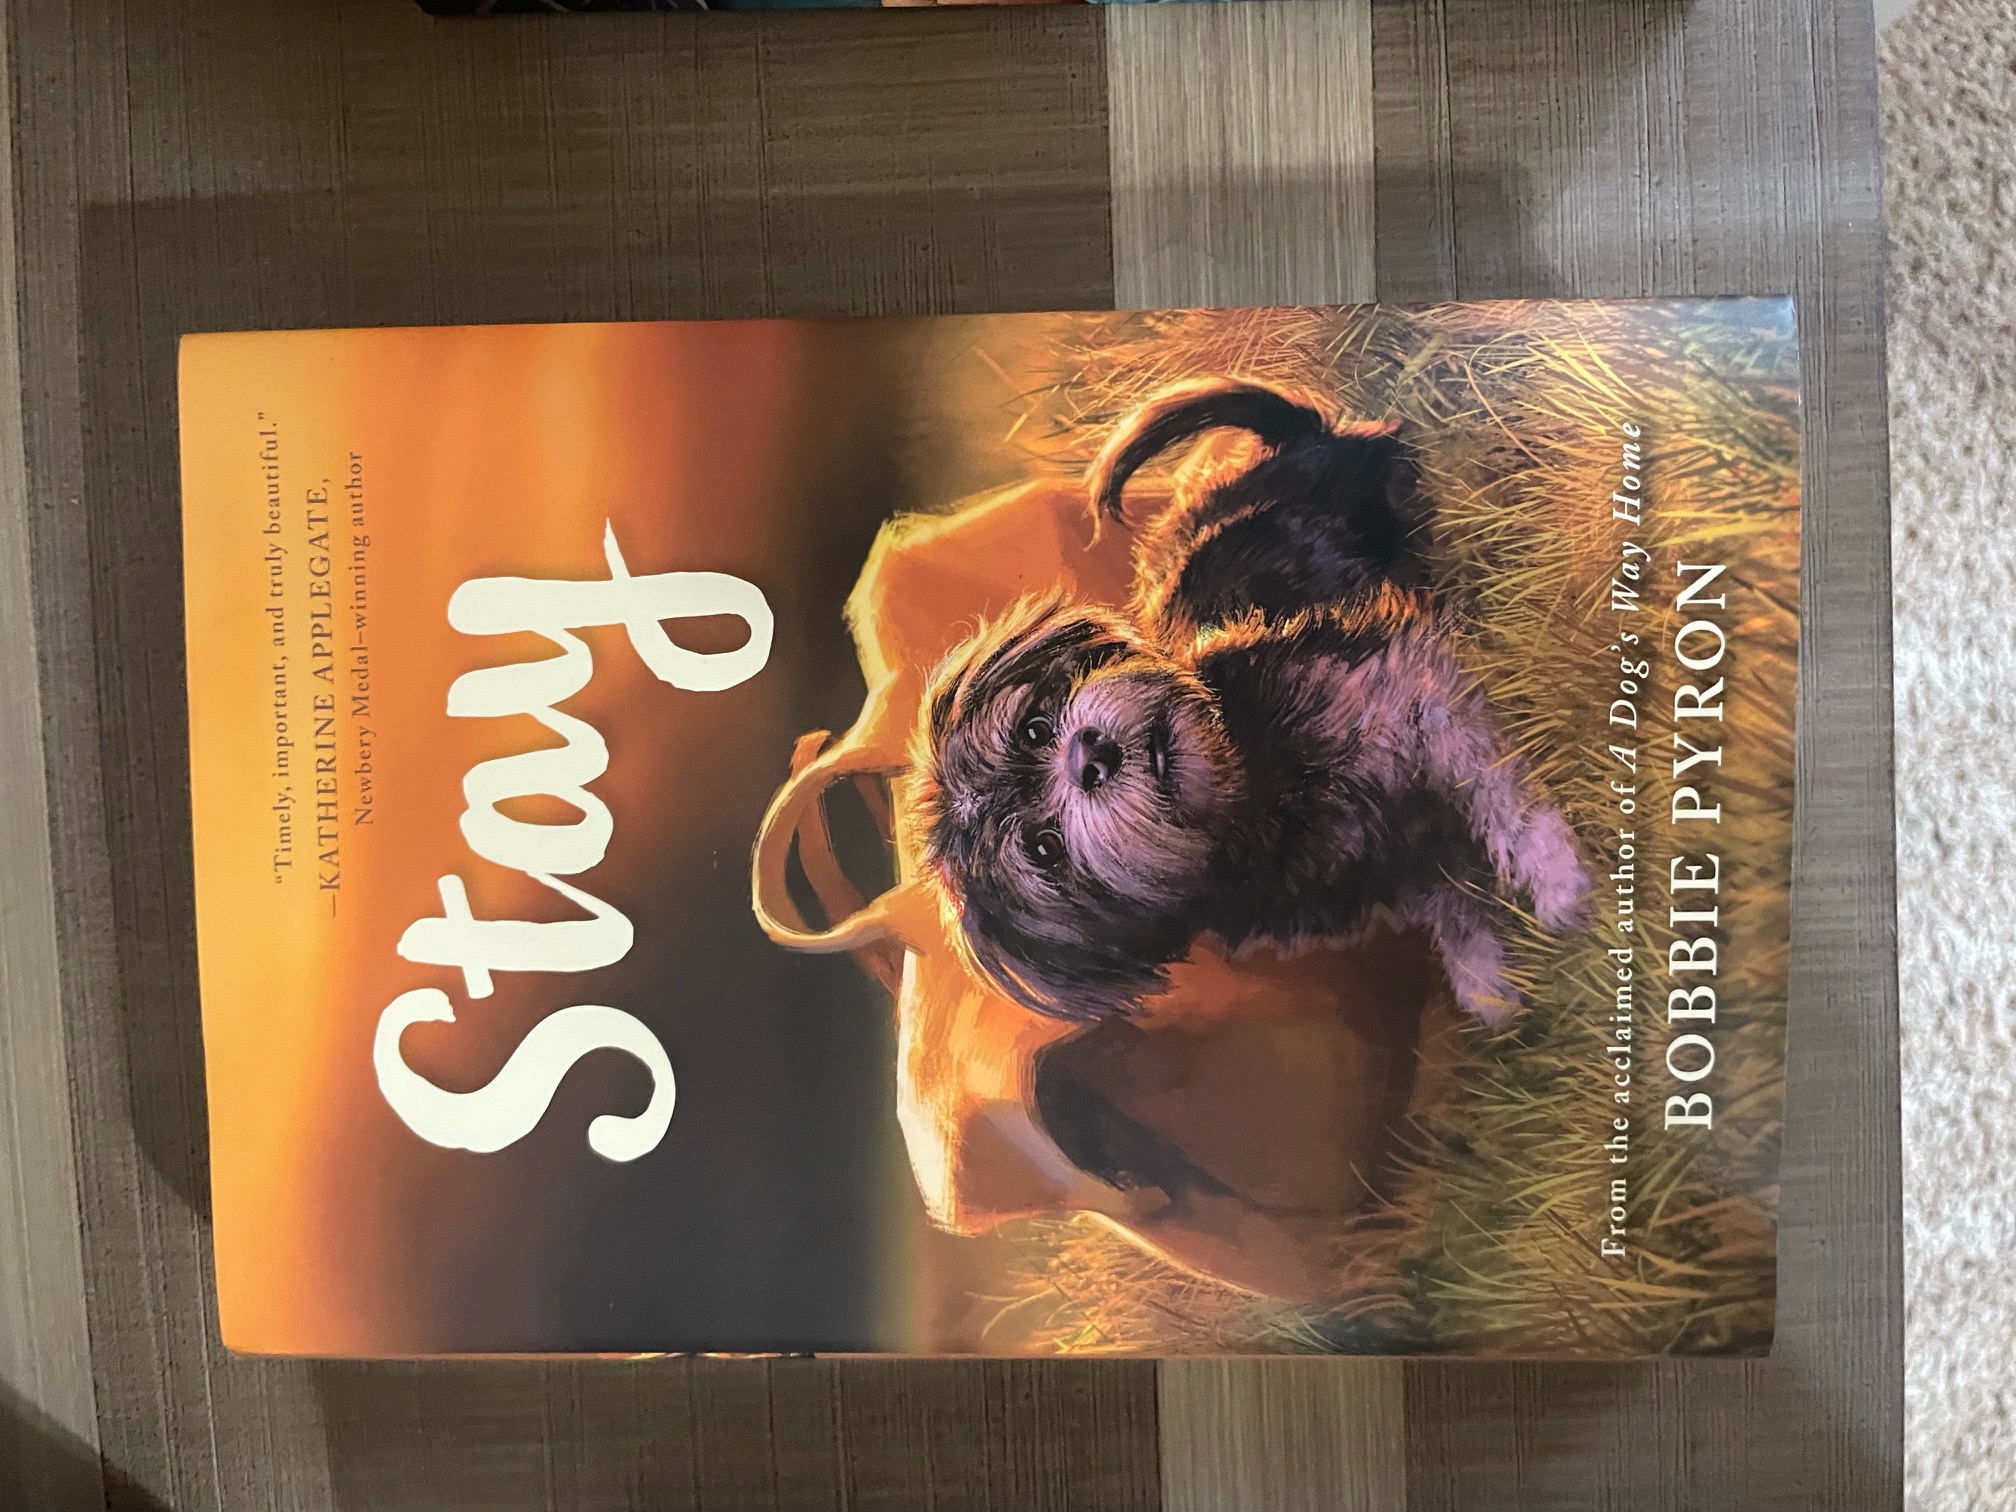 “Timely, important, and truly beautiful.”
—KATHERINE APPLEGATE,
Newbery Medal–winning author
Stay
From the acclaimed author of A Dog’s Way Home
BOBBIE PYRON